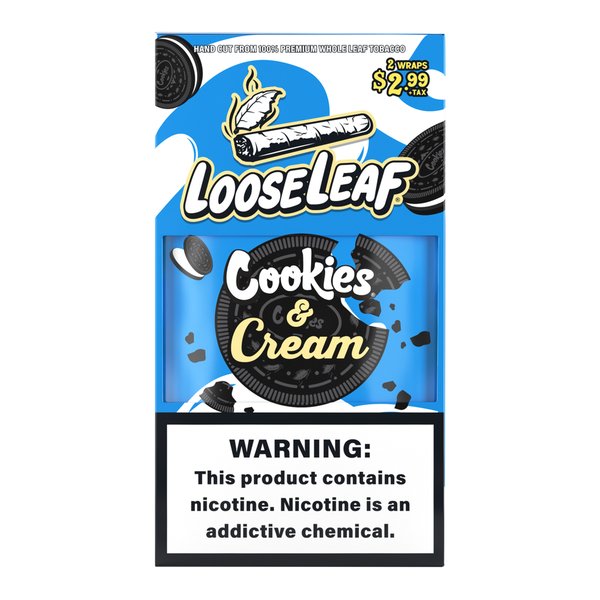 HAND CUT FROM 100% PREMIUM WHOLE LEAF TOBACCO
2 WRAPS
$2.99
+TAX
LOOSELEAF®
Cookies
Cookies
&
Cream
WARNING:
This product contains
nicotine. Nicotine is an
addictive chemical.